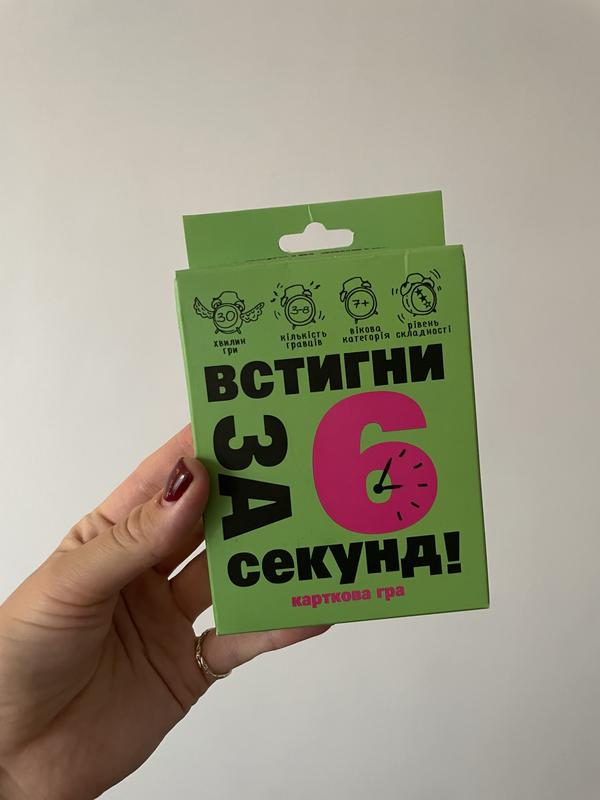 30
хвилин
гри
3-8
кількість
гравців
7+
вікова
категорія
рівень
складності
ВСТИГНИ
ЗА
6
секунд!
карткова гра